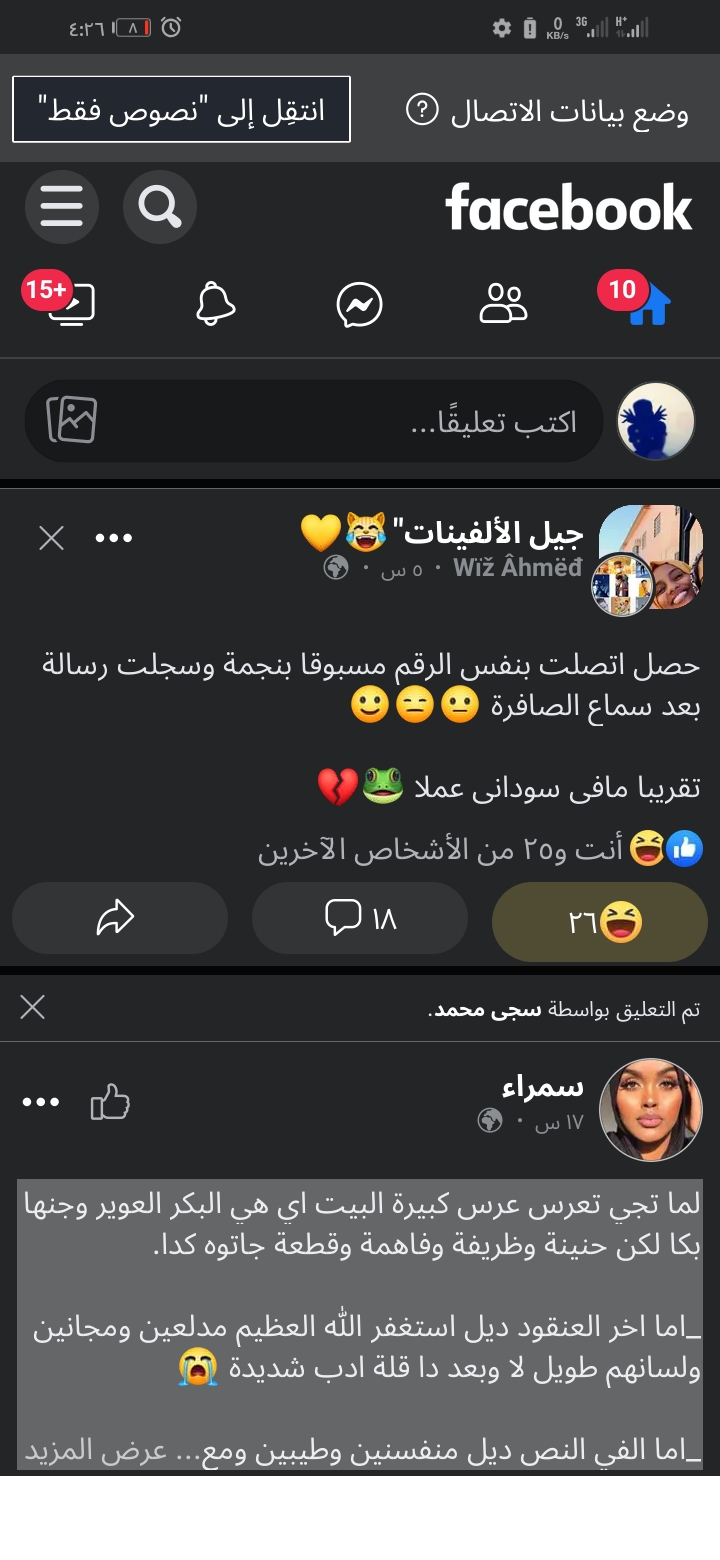 ٤:٢٦ ٨ 0 KB/s 3G H+
وضع بيانات الاتصال ? انتقِل إلى "نصوص فقط"
facebook
10 15+
اكتب تعليقًا...
جيل الألفينات"😹💛
Wïž Âhmëđ · ٥ س ·
حصل اتصلت بنفس الرقم مسبوقا بنجمة وسجلت رسالة
بعد سماع الصافرة 😐😑🙂
تقريبا مافى سودانى عملا 🐸💔
أنت و٢٥ من الأشخاص الآخرين
٢٦ ١٨
تم التعليق بواسطة سجى محمد.
سمراء
١٧ س ·
لما تجي تعرس عرس كبيرة البيت اي هي البكر العوير وجنها
بكا لكن حنينة وظريفة وفاهمة وقطعة جاتوه كدا.
_اما اخر العنقود ديل استغفر الله العظيم مدلعين ومجانين
ولسانهم طويل لا وبعد دا قلة ادب شديدة 😭
_اما الفي النص ديل منفسنين وطيبين ومع... عرض المزيد